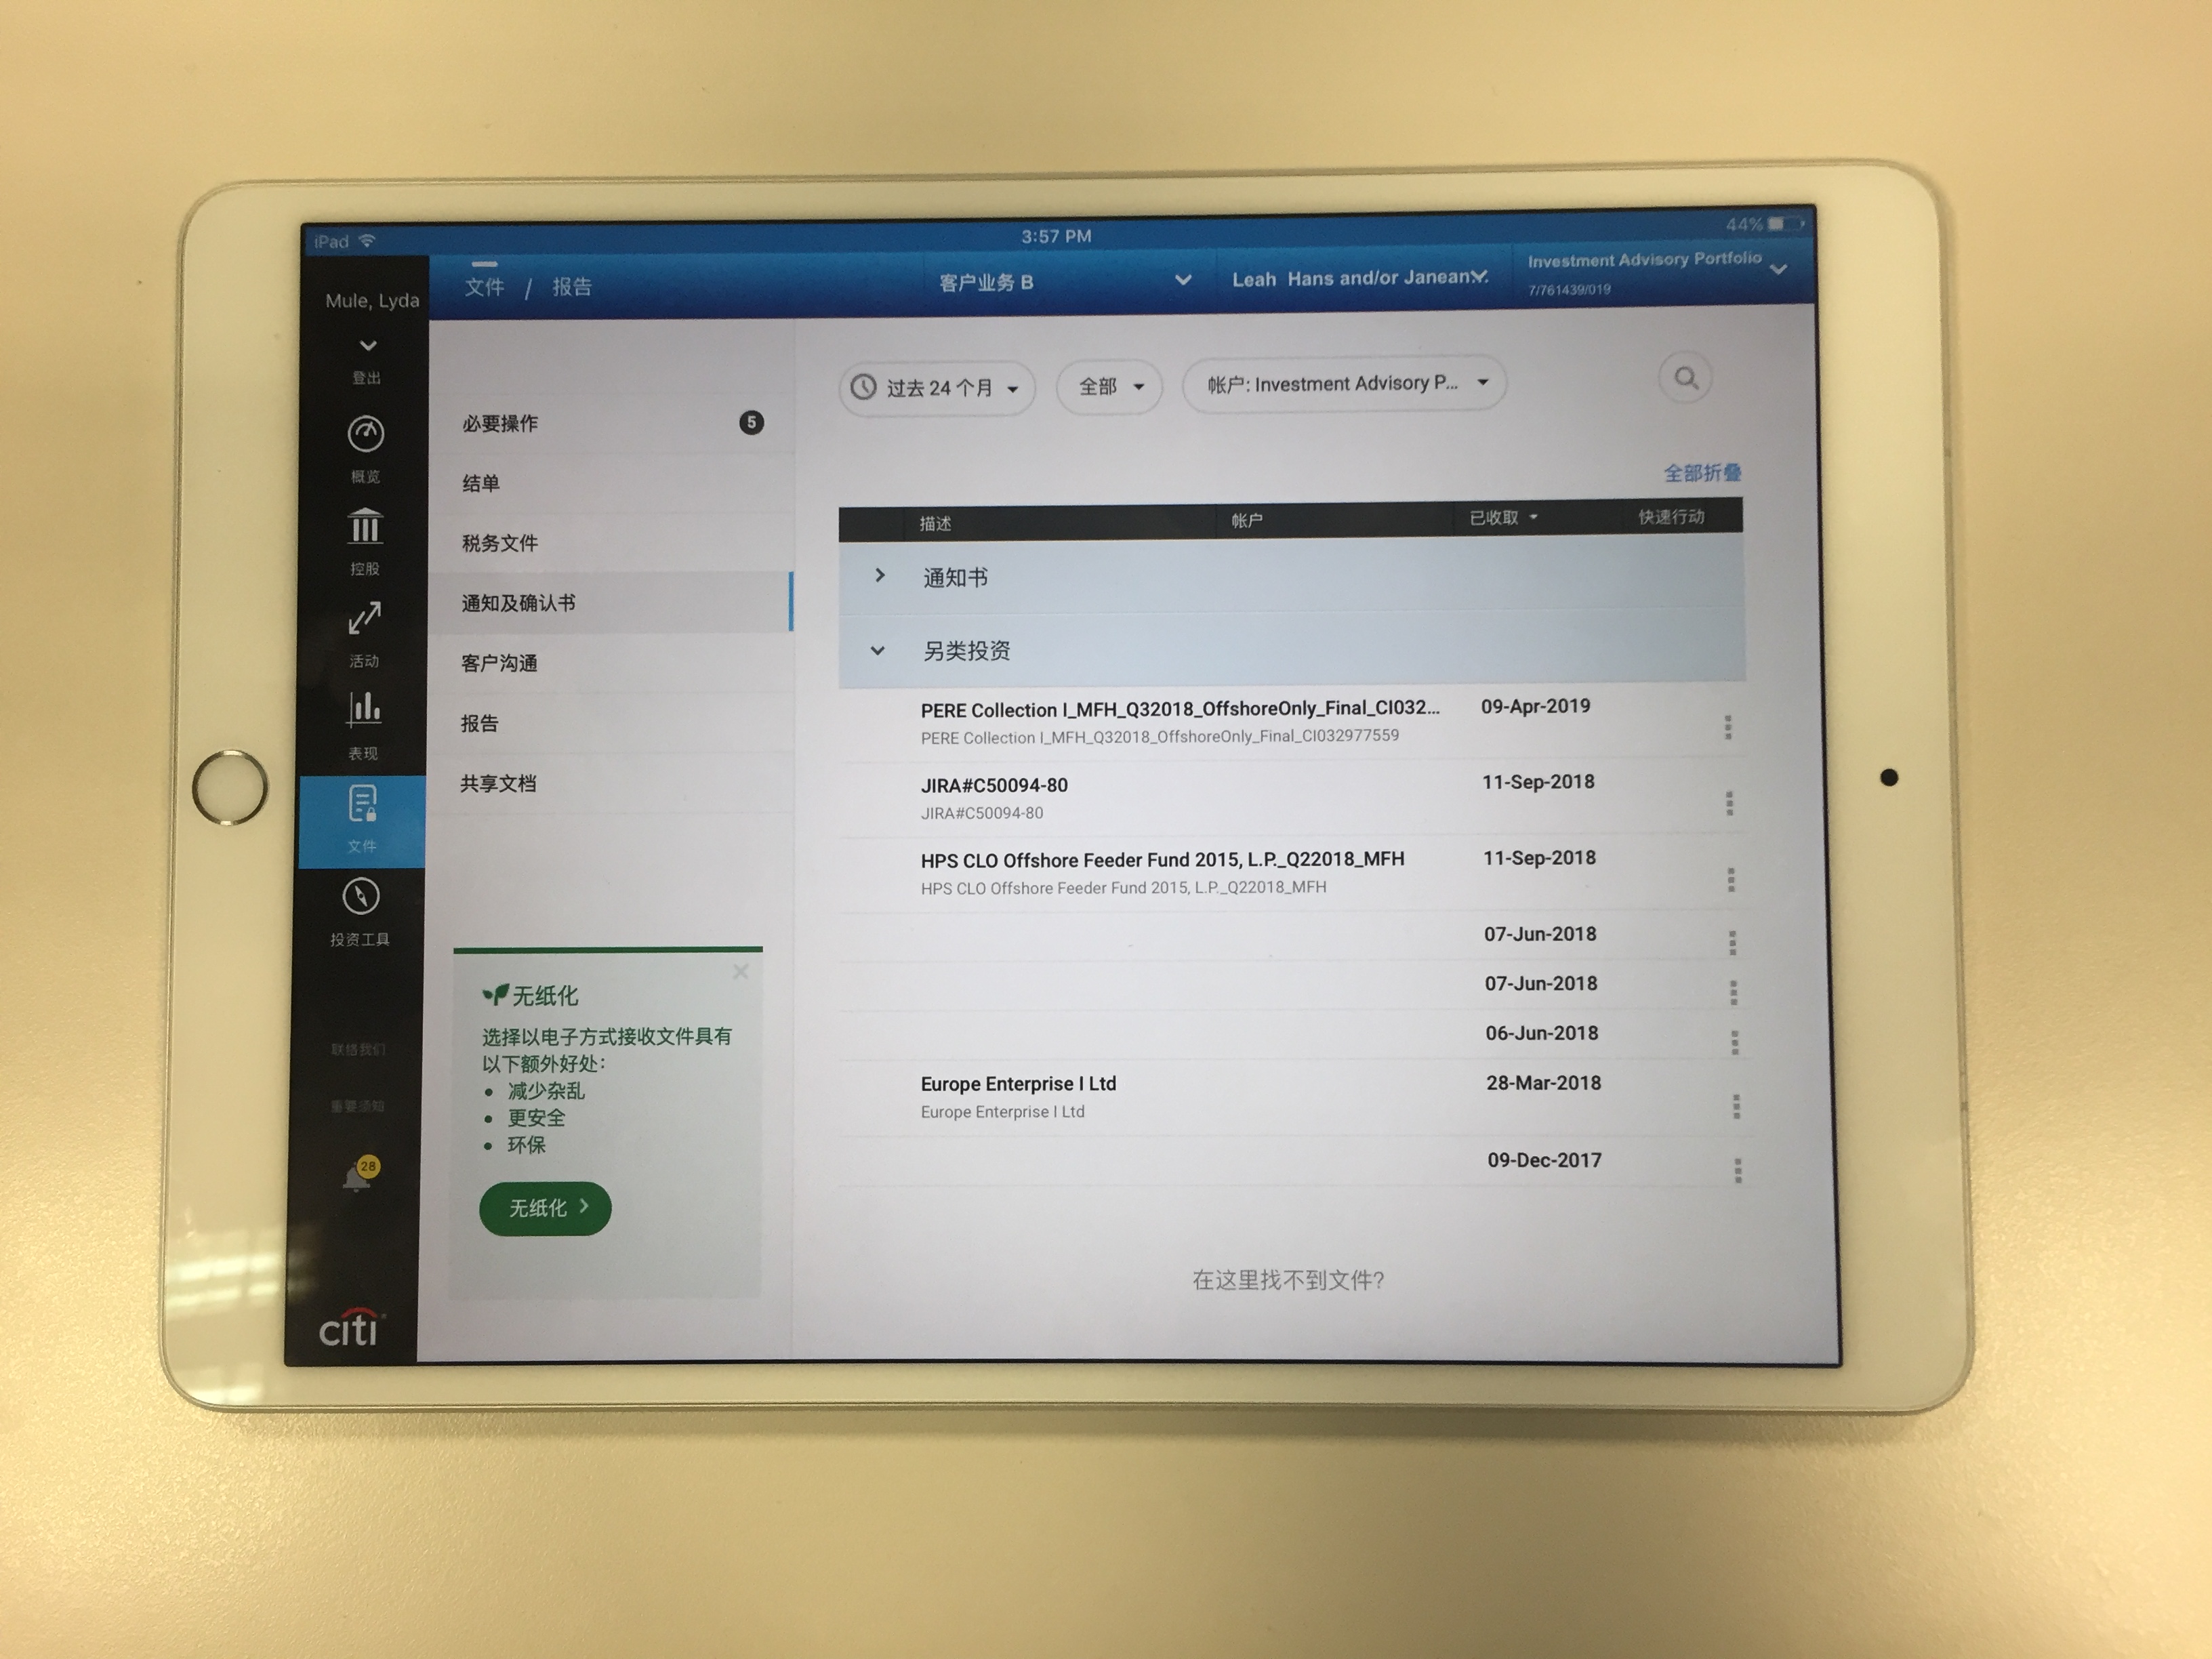 iPad
3:57 PM
44%
Mule, Lyda
登出
概览
控股
活动
表现
文件
投资工具
联络我们
重要须知
28
citi
文件 / 报告
客户业务 B
Leah Hans and/or Janean
Investment Advisory Portfolio
7/761439/019
必要操作
5
结单
税务文件
通知及确认书
客户沟通
报告
共享文档
无纸化
选择以电子方式接收文件具有
以下额外好处：
• 减少杂乱
• 更安全
• 环保
无纸化
过去 24 个月
全部
帐户: Investment Advisory P...
全部折叠
描述 帐户 已收取 快速行动
通知书
另类投资
PERE Collection I_MFH_Q32018_OffshoreOnly_Final_CI032... 09-Apr-2019
PERE Collection I_MFH_Q32018_OffshoreOnly_Final_CI032977559
JIRA#C50094-80 11-Sep-2018
JIRA#C50094-80
HPS CLO Offshore Feeder Fund 2015, L.P._Q22018_MFH 11-Sep-2018
HPS CLO Offshore Feeder Fund 2015, L.P._Q22018_MFH
07-Jun-2018
07-Jun-2018
06-Jun-2018
Europe Enterprise I Ltd 28-Mar-2018
Europe Enterprise I Ltd
09-Dec-2017
在这里找不到文件?